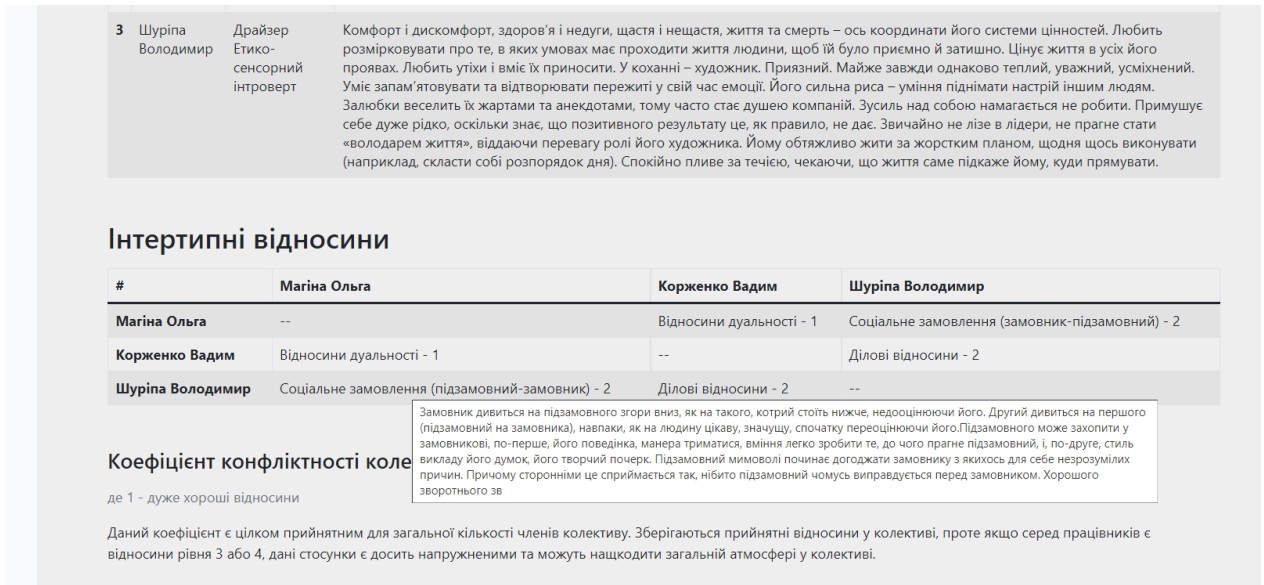 3 Шуріпа Володимир Драйзер Етико-сенсорний інтроверт Комфорт і дискомфорт, здоров'я і недуги, щастя і нещастя, життя та смерть – ось координати його системи цінностей. Любить
розмірковувати про те, в яких умовах має проходити життя людини, щоб їй було приємно й затишно. Цінує життя в усіх його
проявах. Любить утіхи і вміє їх приносити. У коханні – художник. Приязний. Майже завжди однаково теплий, уважний, усміхнений.
Уміє запам'ятовувати та відтворювати пережиті у свій час емоції. Його сильна риса – уміння піднімати настрій іншим людям.
Залюбки веселить їх жартами та анекдотами, тому часто стає душею компаній. Зусиль над собою намагається не робити. Примушує
себе дуже рідко, оскільки знає, що позитивного результату це, як правило, не дає. Звичайно не лізе в лідери, не прагне стати
«володарем життя», віддаючи перевагу ролі його художника. Йому обтяжливо жити за жорстким планом, щодня щось виконувати
(наприклад, скласти собі розпорядок дня). Спокійно пливе за течією, чекаючи, що життя саме підкаже йому, куди прямувати.
Інтертипні відносини
# Магіна Ольга Корженко Вадим Шуріпа Володимир
Магіна Ольга -- Відносини дуальності - 1 Соціальне замовлення (замовник-підзамовний) - 2
Корженко Вадим Відносини дуальності - 1 -- Ділові відносини - 2
Шуріпа Володимир Соціальне замовлення (підзамовний-замовник) - 2 Ділові відносини - 2 --
Замовник дивиться на підзамовного згори вниз, як на такого, котрий стоїть нижче, недооцінюючи його. Другий дивиться на першого
(підзамовний на замовника), навпаки, як на людину цікаву, значущу, спочатку переоцінюючи його.Підзамовного може захопити у
замовникові, по-перше, його поведінка, манера триматися, вміння легко зробити те, до чого прагне підзамовний, і, по-друге, стиль
викладу його думок, його творчий почерк. Підзамовний мимоволі починає догоджати замовнику з якихось для себе незрозумілих
причин. Причому сторонніми це сприймається так, нібито підзамовний чомусь виправдується перед замовником. Хорошого
зворотнього зв
Коефіцієнт конфліктності коле
де 1 - дуже хороші відносини
Даний коефіцієнт є цілком прийнятним для загальної кількості членів колективу. Зберігаються прийнятні відносини у колективі, проте якщо серед працівників є
відносини рівня 3 або 4, дані стосунки є досить напруженими та можуть нащкодити загальній атмосфері у колективі.